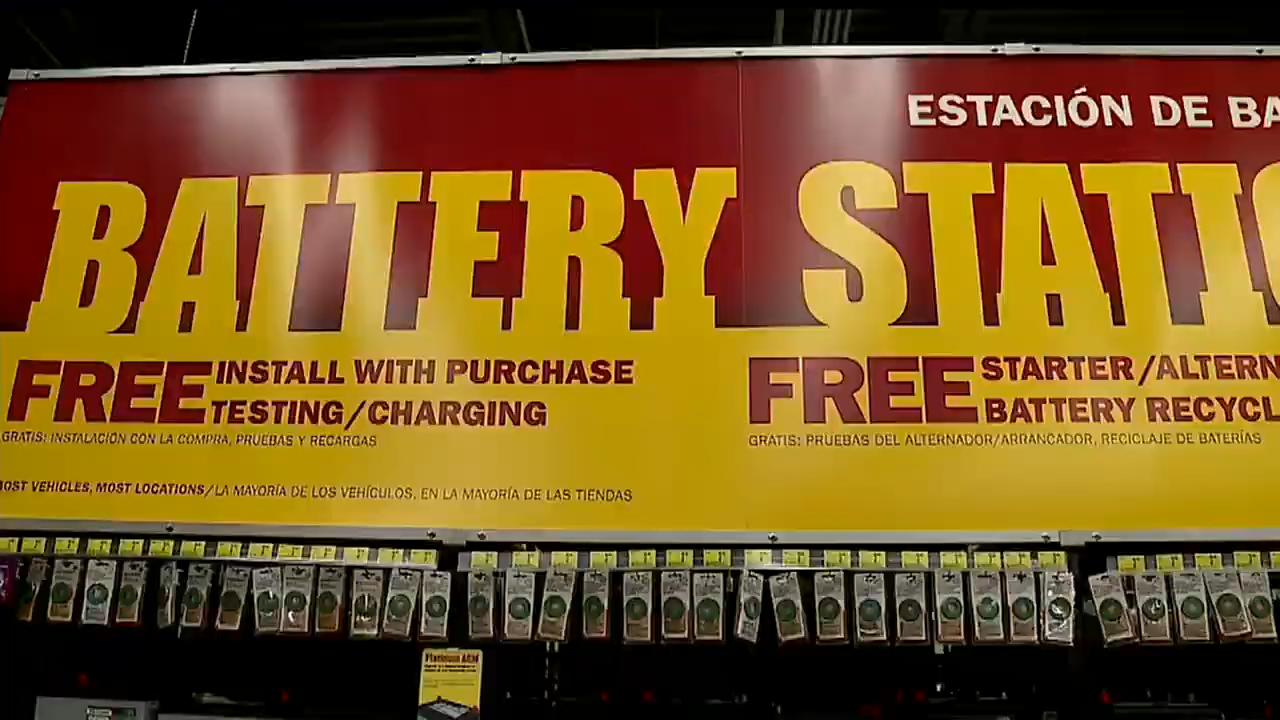 ESTACIÓN DE BA
BATTERY STATIO
FREE INSTALL WITH PURCHASE
TESTING/CHARGING
GRATIS: INSTALACIÓN CON LA COMPRA, PRUEBAS Y RECARGAS
OST VEHICLES, MOST LOCATIONS/LA MAYORÍA DE LOS VEHÍCULOS, EN LA MAYORÍA DE LAS TIENDAS
FREE STARTER/ALTERN
BATTERY RECYCL
GRATIS: PRUEBAS DEL ALTERNADOR/ARRANCADOR, RECICLAJE DE BATERÍAS
Platinum AGM